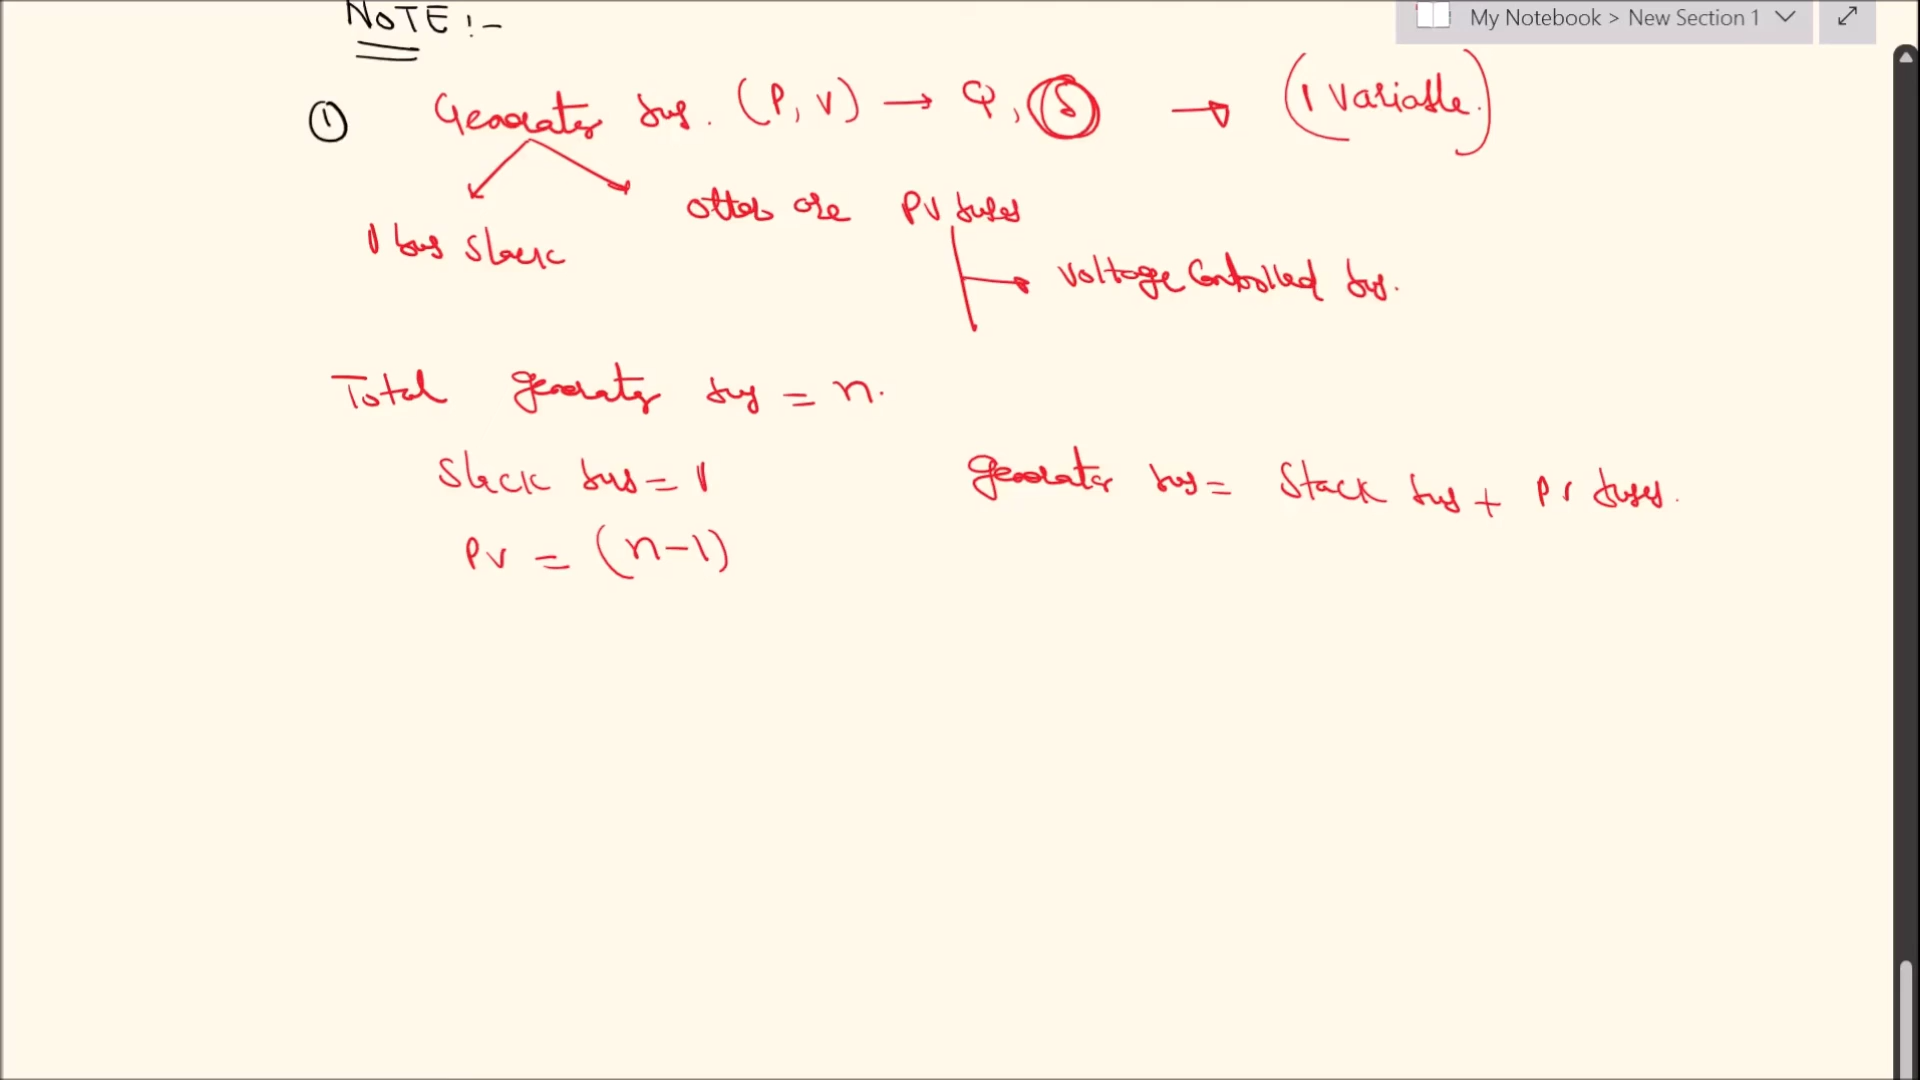 My Notebook > New Section 1
NOTE :-
① Generator bus. (P, V) → Q, δ → (1 Variable.)
1 bus slack
other are PV buses
Voltage Controlled bus.
Total generator bus = n.
Slack bus = 1
generator bus = Slack bus + PV buses.
PV = (n-1)